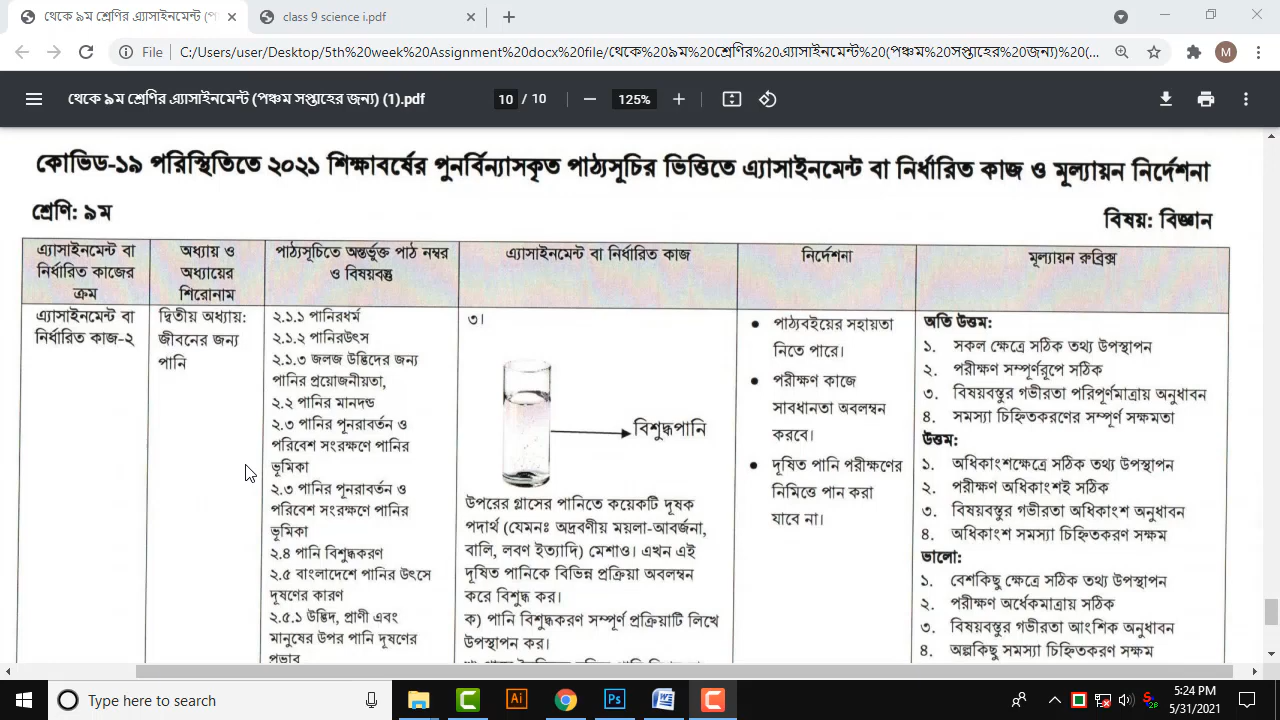 থেকে ৯ম শ্রেণির এ্যাসাইনমেন্ট (প
class 9 science i.pdf
File
C:/Users/user/Desktop/5th%20week%20Assignment%20docx%20file/থেকে%20৯ম%20শ্রেণির%20এ্যাসাইনমেন্ট%20(পঞ্চম%20সপ্তাহের%20জন্য)%20(...
M
থেকে ৯ম শ্রেণির এ্যাসাইনমেন্ট (পঞ্চম সপ্তাহের জন্য) (1).pdf
10 / 10
125%
কোভিড-১৯ পরিস্থিতিতে ২০২১ শিক্ষাবর্ষের পুনর্বিন্যাসকৃত পাঠ্যসূচির ভিত্তিতে এ্যাসাইনমেন্ট বা নির্ধারিত কাজ ও মূল্যায়ন নির্দেশনা
শ্রেণি: ৯ম
বিষয়: বিজ্ঞান
এ্যাসাইনমেন্ট বা
নির্ধারিত কাজের
ক্রম
অধ্যায় ও
অধ্যায়ের
শিরোনাম
পাঠ্যসূচিতে অন্তর্ভুক্ত পাঠ নম্বর
ও বিষয়বস্তু
এ্যাসাইনমেন্ট বা নির্ধারিত কাজ
নির্দেশনা
মূল্যায়ন রুব্রিক্স
এ্যাসাইনমেন্ট বা
নির্ধারিত কাজ-২
দ্বিতীয় অধ্যায়:
জীবনের জন্য
পানি
২.১.১ পানিরধর্ম
২.১.২ পানিরউৎস
২.১.৩ জলজ উদ্ভিদের জন্য
পানির প্রয়োজনীয়তা,
২.২ পানির মানদন্ড
২.৩ পানির পূনরাবর্তন ও
পরিবেশ সংরক্ষণে পানির
ভূমিকা
২.৩ পানির পূনরাবর্তন ও
পরিবেশ সংরক্ষণে পানির
ভূমিকা
২.৪ পানি বিশুদ্ধকরণ
২.৫ বাংলাদেশে পানির উৎসে
দূষণের কারণ
২.৫.১ উদ্ভিদ, প্রাণী এবং
মানুষের উপর পানি দূষণের
প্রভাব
৩।
বিশুদ্ধপানি
উপরের গ্লাসের পানিতে কয়েকটি দূষক
পদার্থ (যেমনঃ অদ্রবণীয় ময়লা-আবর্জনা,
বালি, লবণ ইত্যাদি) মেশাও। এখন এই
দূষিত পানিকে বিভিন্ন প্রক্রিয়া অবলম্বন
করে বিশুদ্ধ কর।
ক) পানি বিশুদ্ধকরণ সম্পূর্ণ প্রক্রিয়াটি লিখে
উপস্থাপন কর।
• পাঠ্যবইয়ের সহায়তা
নিতে পারে।
• পরীক্ষণ কাজে
সাবধানতা অবলম্বন
করবে।
• দূষিত পানি পরীক্ষণের
নিমিত্তে পান করা
যাবে না।
অতি উত্তম:
১. সকল ক্ষেত্রে সঠিক তথ্য উপস্থাপন
২. পরীক্ষণ সম্পূর্ণরূপে সঠিক
৩. বিষয়বস্তুর গভীরতা পরিপূর্ণমাত্রায় অনুধাবন
৪. সমস্যা চিহ্নিতকরণের সম্পূর্ণ সক্ষমতা
উত্তম:
১. অধিকাংশক্ষেত্রে সঠিক তথ্য উপস্থাপন
২. পরীক্ষণ অধিকাংশই সঠিক
৩. বিষয়বস্তুর গভীরতা অধিকাংশ অনুধাবন
৪. অধিকাংশ সমস্যা চিহ্নিতকরণ সক্ষম
ভালো:
১. বেশকিছু ক্ষেত্রে সঠিক তথ্য উপস্থাপন
২. পরীক্ষণ অর্ধেকমাত্রায় সঠিক
৩. বিষয়বস্তুর গভীরতা আংশিক অনুধাবন
৪. অল্পকিছু সমস্যা চিহ্নিতকরণ সক্ষম
Type here to search
5:24 PM
5/31/2021